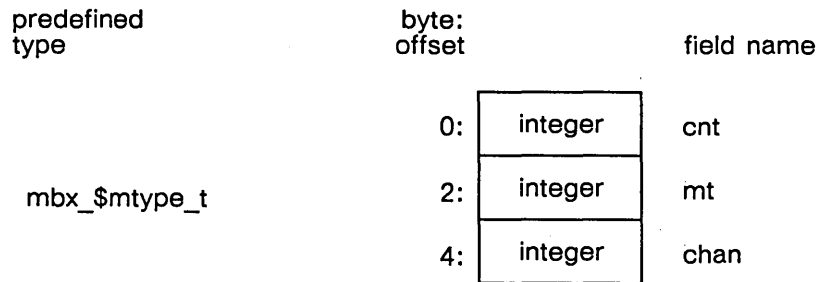 predefined type
byte: offset
field name
0: integer cnt
mbx_$mtype_t
2: integer mt
4: integer chan